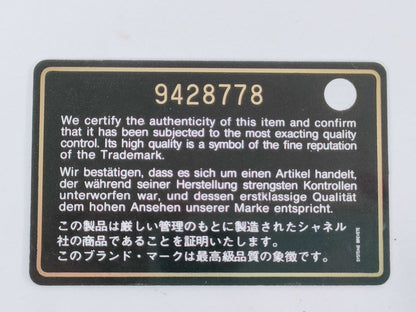 9428778
We certify the authenticity of this item and confirm
that it has been subjected to the most exacting quality
control. Its high quality is a symbol of the fine reputation
of the Trademark.
Wir bestätigen, dass es sich um einen Artikel handelt,
der während seiner Herstellung strengsten Kontrollen
unterworfen war, und dessen erstklassige Qualität
dem hohen Ansehen unserer Marke entspricht.
この製品は厳しい管理のもとに製造されたシャネル
社の商品であることを証明いたします。
このブランド・マークは最高級品質の象徴です。